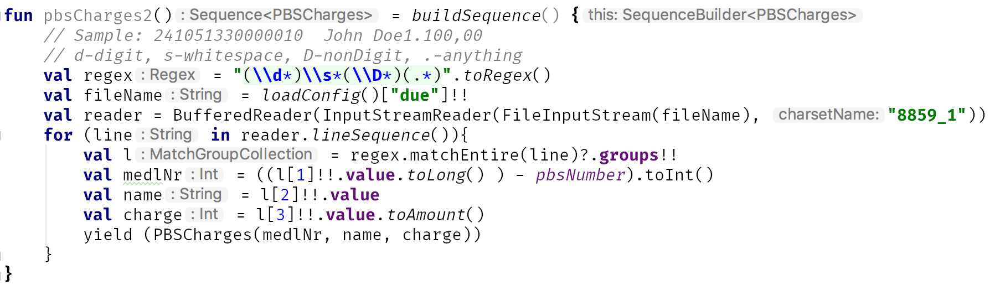 fun pbsCharges2() : Sequence<PBSCharges> = buildSequence() { this: SequenceBuilder<PBSCharges>
// Sample: 241051330000010  John Doe1.100,00
// d-digit, s-whitespace, D-nonDigit, .-anything
val regex : Regex = "(\\d*)\\s*(\\D*)(.*)".toRegex()
val fileName : String = loadConfig()["due"]!!
val reader = BufferedReader(InputStreamReader(FileInputStream(fileName), charsetName: "8859_1"))
for (line : String in reader.lineSequence()){
val l : MatchGroupCollection = regex.matchEntire(line)?.groups!!
val medlNr : Int = ((l[1]!!.value.toLong() ) - pbsNumber).toInt()
val name : String = l[2]!!.value
val charge : Int = l[3]!!.value.toAmount()
yield (PBSCharges(medlNr, name, charge))
}
}